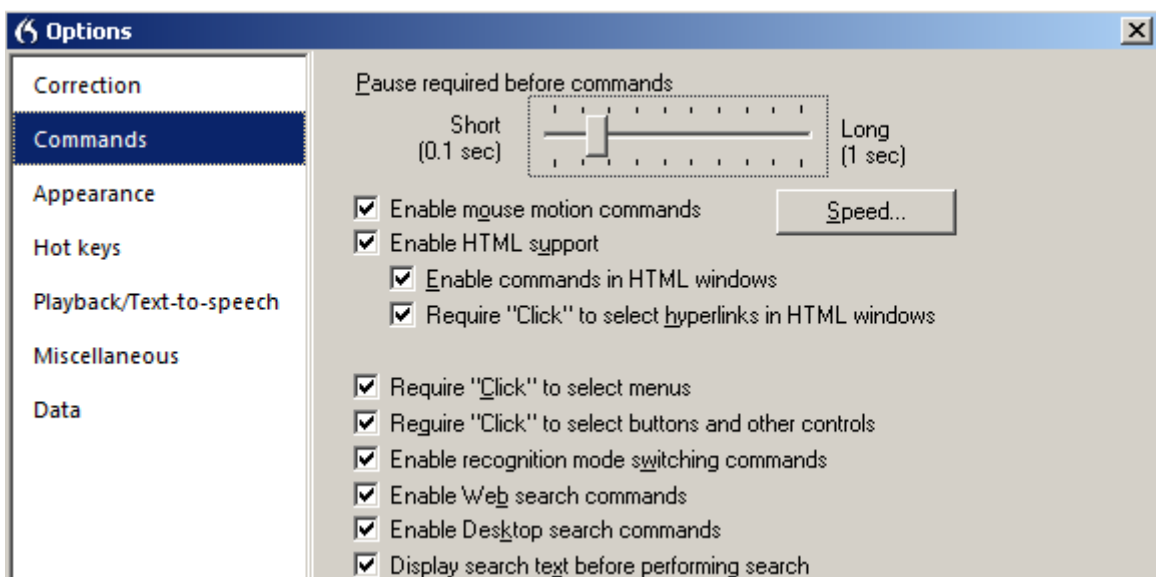 Options
Correction
Commands
Appearance
Hot keys
Playback/Text-to-speech
Miscellaneous
Data
Pause required before commands
Short
(0.1 sec)
Long
(1 sec)
Enable mouse motion commands
Speed...
Enable HTML support
Enable commands in HTML windows
Require "Click" to select hyperlinks in HTML windows
Require "Click" to select menus
Require "Click" to select buttons and other controls
Enable recognition mode switching commands
Enable Web search commands
Enable Desktop search commands
Display search text before performing search